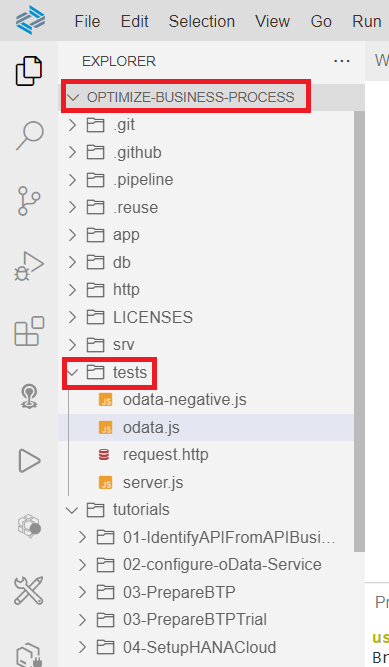 File Edit Selection View Go Run
EXPLORER ...
W
OPTIMIZE-BUSINESS-PROCESS
.git
.github
.pipeline
.reuse
app
db
http
LICENSES
srv
tests
JS odata-negative.js
JS odata.js
request.http
JS server.js
tutorials
01-IdentifyAPIFromAPIBusi...
02-configure-oData-Service
03-PrepareBTP
03-PrepareBTPTrial
04-SetupHANACloud
Pr
us
Br